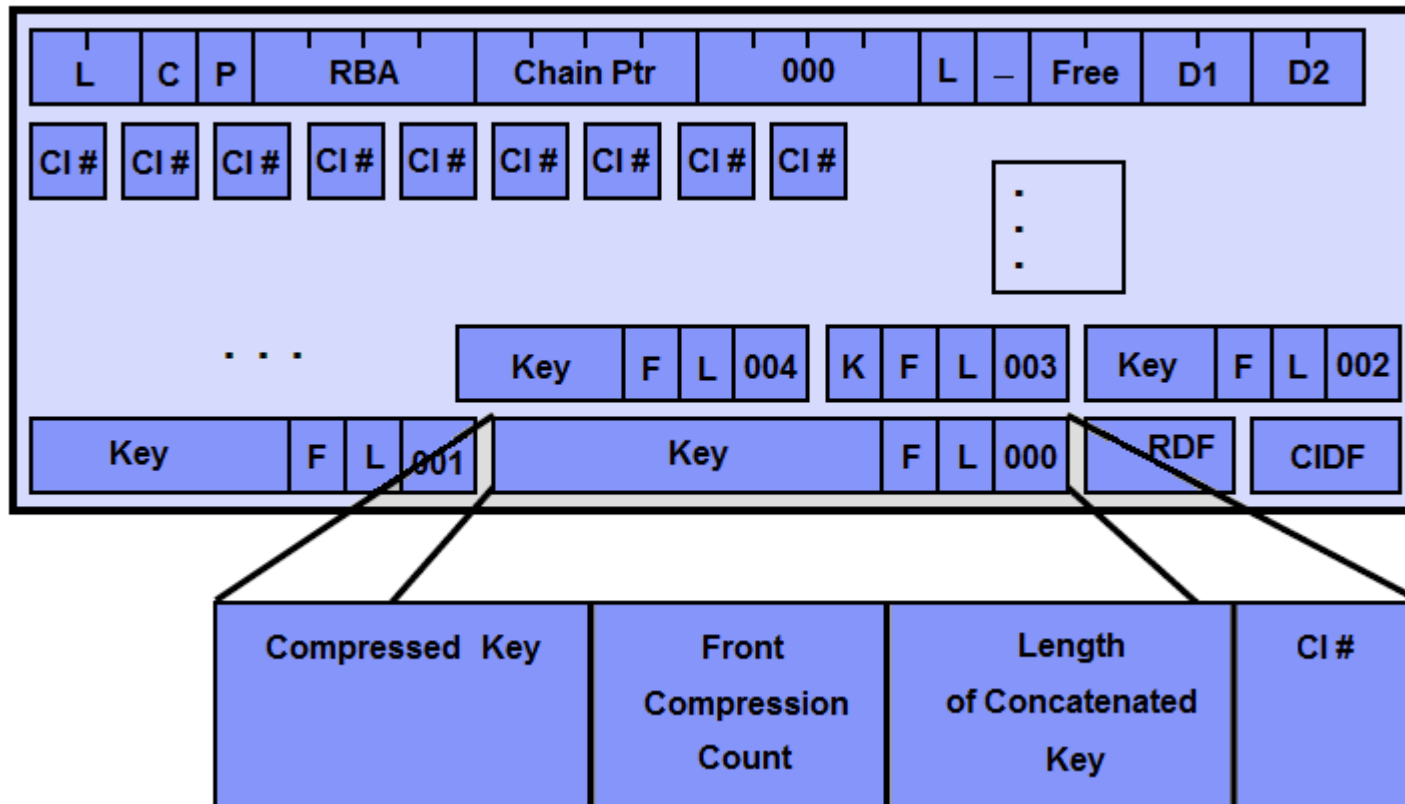 L C P RBA Chain Ptr 000 L _ Free D1 D2
CI # CI # CI # CI # CI # CI # CI # CI # CI #
.
.
.
. . .
Key F L 004 K F L 003 Key F L 002
Key F L 001 Key F L 000 RDF CIDF
Compressed Key Front Length CI #
Compression of Concatenated
Count Key